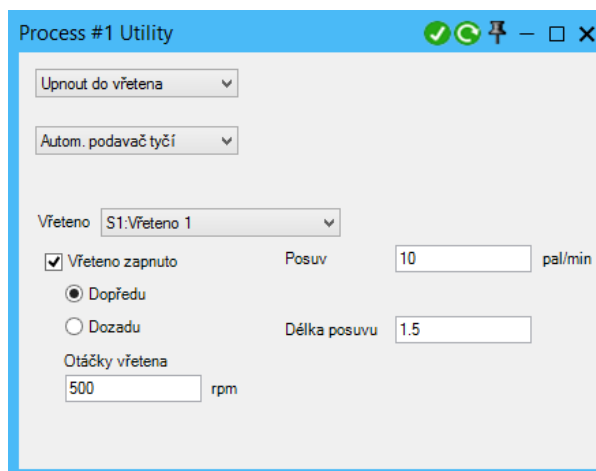 Process #1 Utility
Upnout do vřetena
Autom. podavač tyčí
Vřeteno S1:Vřeteno 1
Vřeteno zapnuto Posuv 10 pal/min
Dopředu
Dozadu Délka posuvu 1.5
Otáčky vřetena
500 rpm